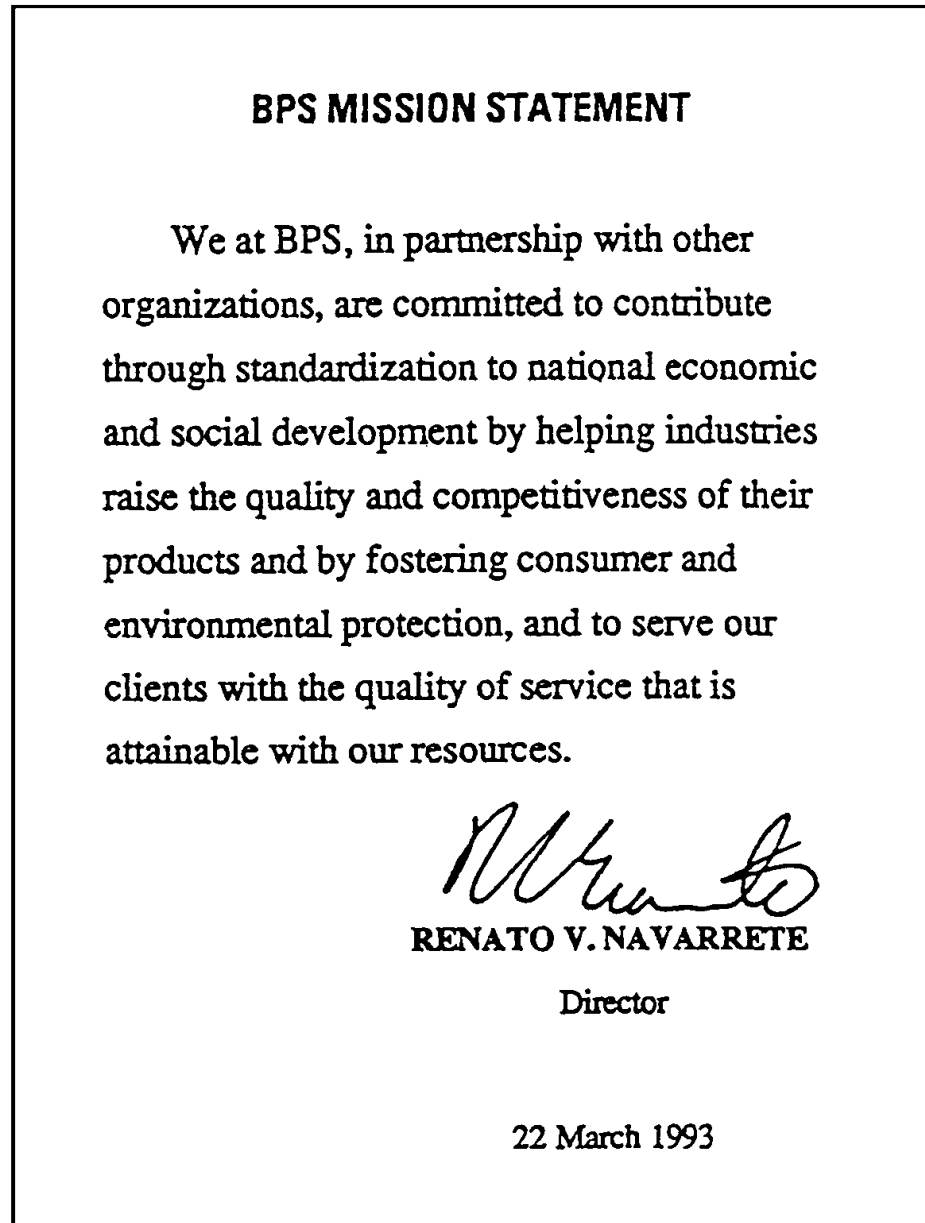 BPS MISSION STATEMENT
We at BPS, in partnership with other
organizations, are committed to contribute
through standardization to national economic
and social development by helping industries
raise the quality and competitiveness of their
products and by fostering consumer and
environmental protection, and to serve our
clients with the quality of service that is
attainable with our resources.
RENATO V. NAVARRETE
Director
22 March 1993